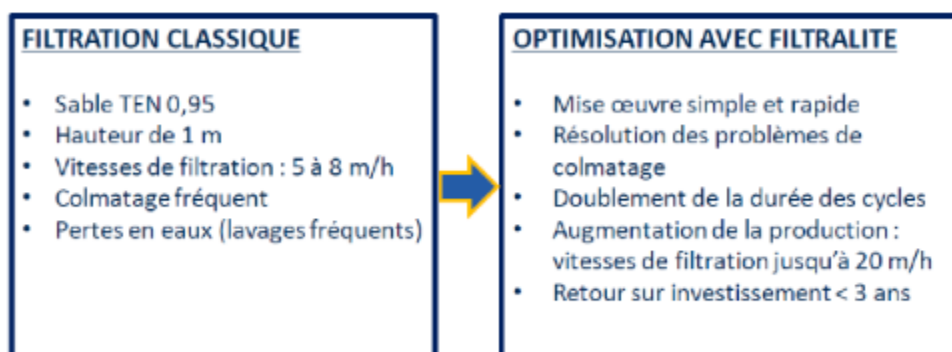 FILTRATION CLASSIQUE
• Sable TEN 0,95
• Hauteur de 1 m
• Vitesses de filtration : 5 à 8 m/h
• Colmatage fréquent
• Pertes en eaux (lavages fréquents)
OPTIMISATION AVEC FILTRALITE
• Mise œuvre simple et rapide
• Résolution des problèmes de
colmatage
• Doublement de la durée des cycles
• Augmentation de la production :
vitesses de filtration jusqu'à 20 m/h
• Retour sur investissement < 3 ans